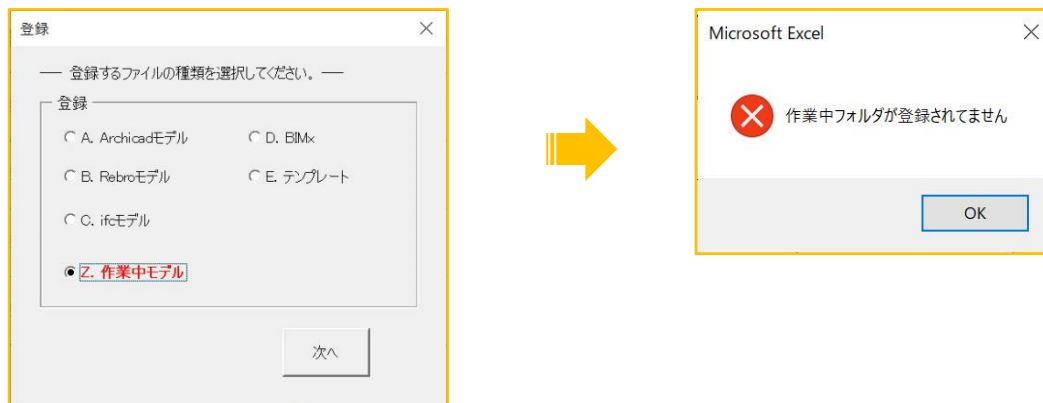 登録
── 登録するファイルの種類を選択してください。 ──
登録
A. Archicadモデル
D. BIMx
B. Rebroモデル
E. テンプレート
C. ifcモデル
Z. 作業中モデル
次へ
Microsoft Excel
作業中フォルダが登録されてません
OK